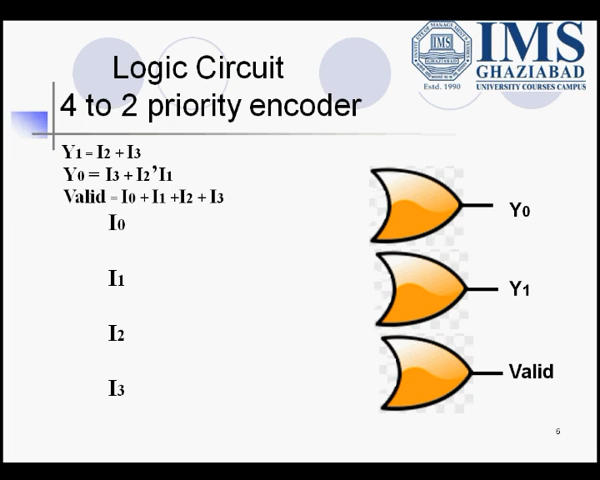 Logic Circuit
4 to 2 priority encoder
IMS
GHAZIABAD
UNIVERSITY COURSES CAMPUS
IMS
Estd. 1990
Y1 = I2 + I3
Y0 = I3 + I2’I1
Valid = I0 + I1 +I2 + I3
I0
Y0
I1
Y1
I2
Valid
I3
6